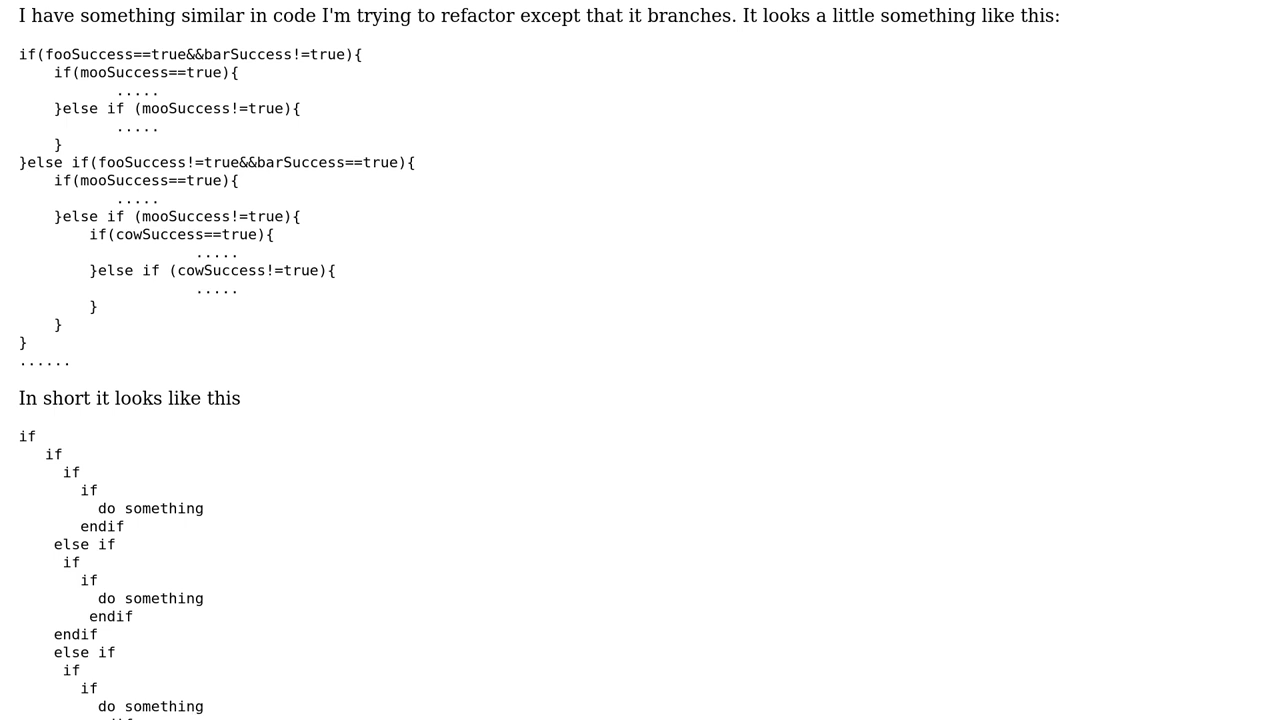 I have something similar in code I'm trying to refactor except that it branches. It looks a little something like this:
if(fooSuccess==true&&barSuccess!=true){
    if(mooSuccess==true){
           .....
    }else if (mooSuccess!=true){
           .....
    }
}else if(fooSuccess!=true&&barSuccess==true){
    if(mooSuccess==true){
           .....
    }else if (mooSuccess!=true){
        if(cowSuccess==true){
                    .....
        }else if (cowSuccess!=true){
                    .....
        }
    }
}
......
In short it looks like this
if
   if
     if
       if
         do something
       endif
    else if
     if
       if
         do something
        endif
    endif
    else if
     if
       if
         do something